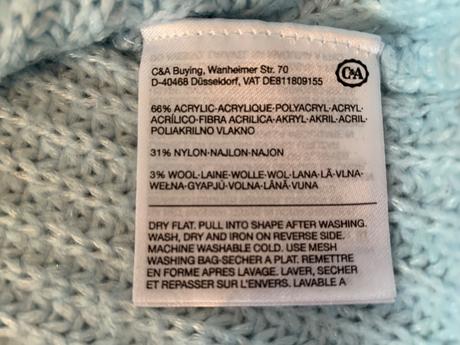 C&A Buying, Wanheimer Str. 70
D-40468 Düsseldorf, VAT DE811809155
C&A
66% ACRYLIC·ACRYLIQUE·POLYACRYL·ACRYL·
ACRÍLICO·FIBRA ACRILICA·AKRYL·AKRIL·ACRIL·
POLIAKRILNO VLAKNO
31% NYLON·NAJLON·NAJON
3% WOOL·LAINE·WOLLE·WOL·LANA·LÃ·VLNA·
WEŁNA·GYAPJÚ·VOLNA·LÂNĂ·VUNA
DRY FLAT. PULL INTO SHAPE AFTER WASHING.
WASH, DRY AND IRON ON REVERSE SIDE.
MACHINE WASHABLE COLD. USE MESH
WASHING BAG·SECHER A PLAT. REMETTRE
EN FORME APRES LAVAGE. LAVER, SECHER
ET REPASSER SUR L'ENVERS. LAVABLE A